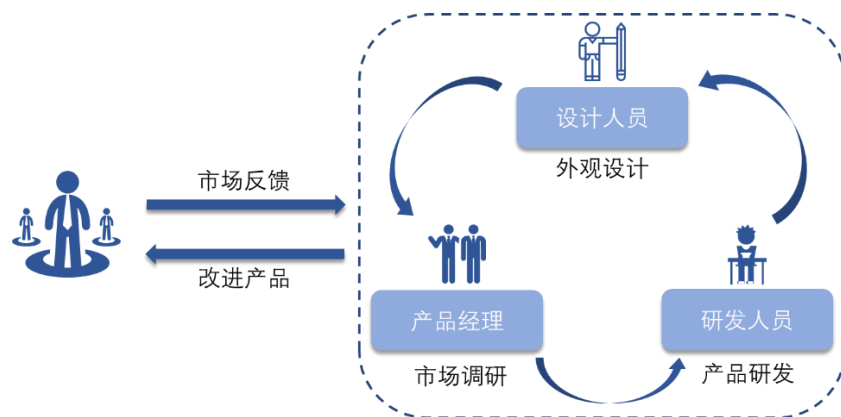 设计人员
外观设计
市场反馈
改进产品
产品经理
市场调研
研发人员
产品研发